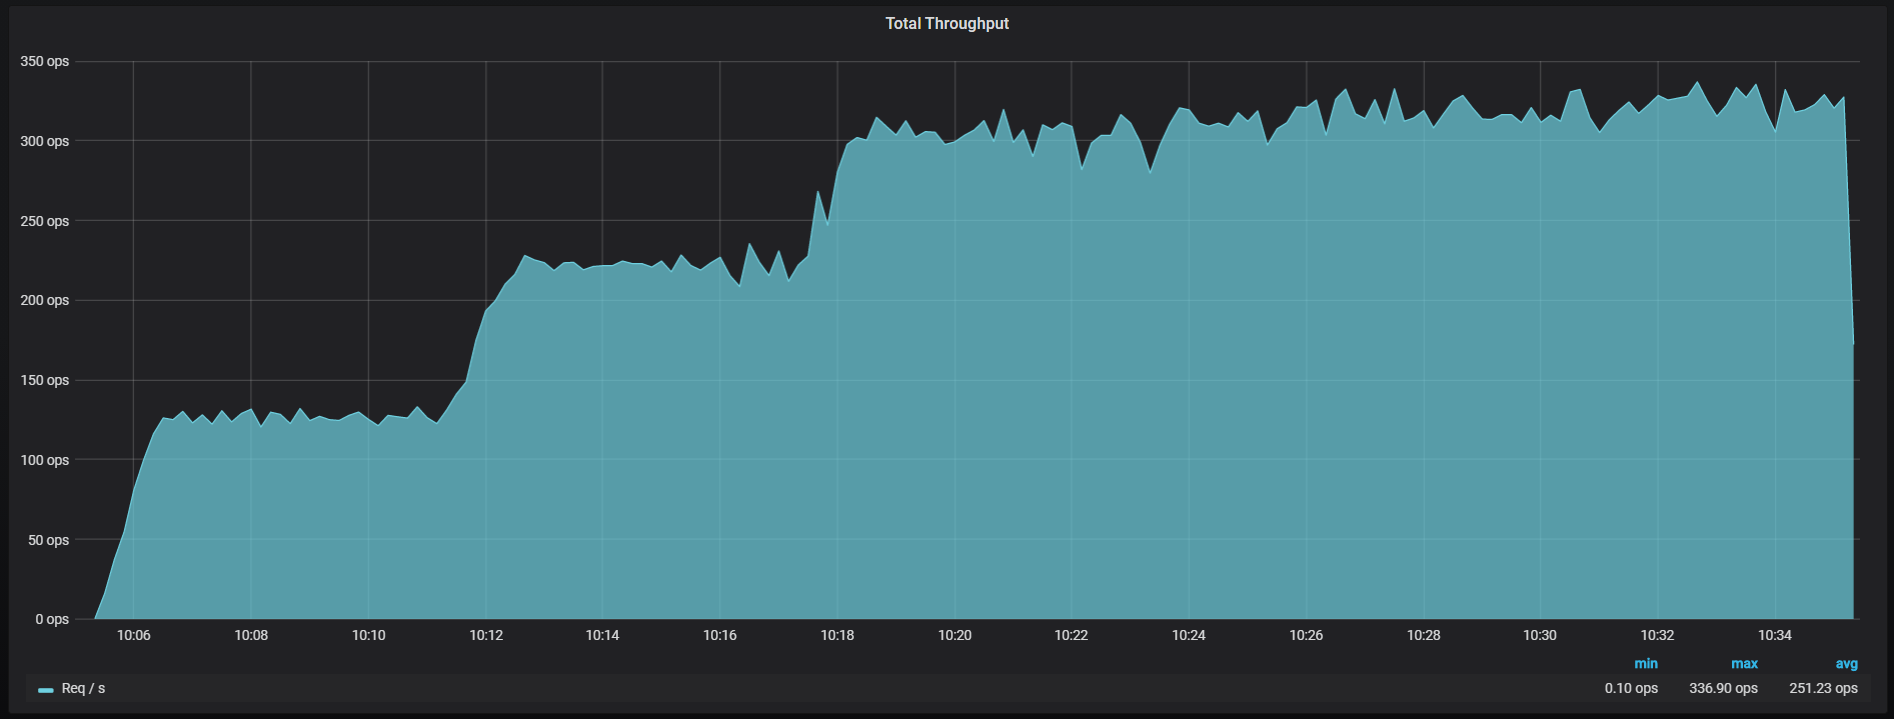 Total Throughput
350 ops
300 ops
250 ops
200 ops
150 ops
100 ops
50 ops
0 ops
10:06 10:08 10:10 10:12 10:14 10:16 10:18 10:20 10:22 10:24 10:26 10:28 10:30 10:32 10:34
min max avg
Req / s 0.10 ops 336.90 ops 251.23 ops